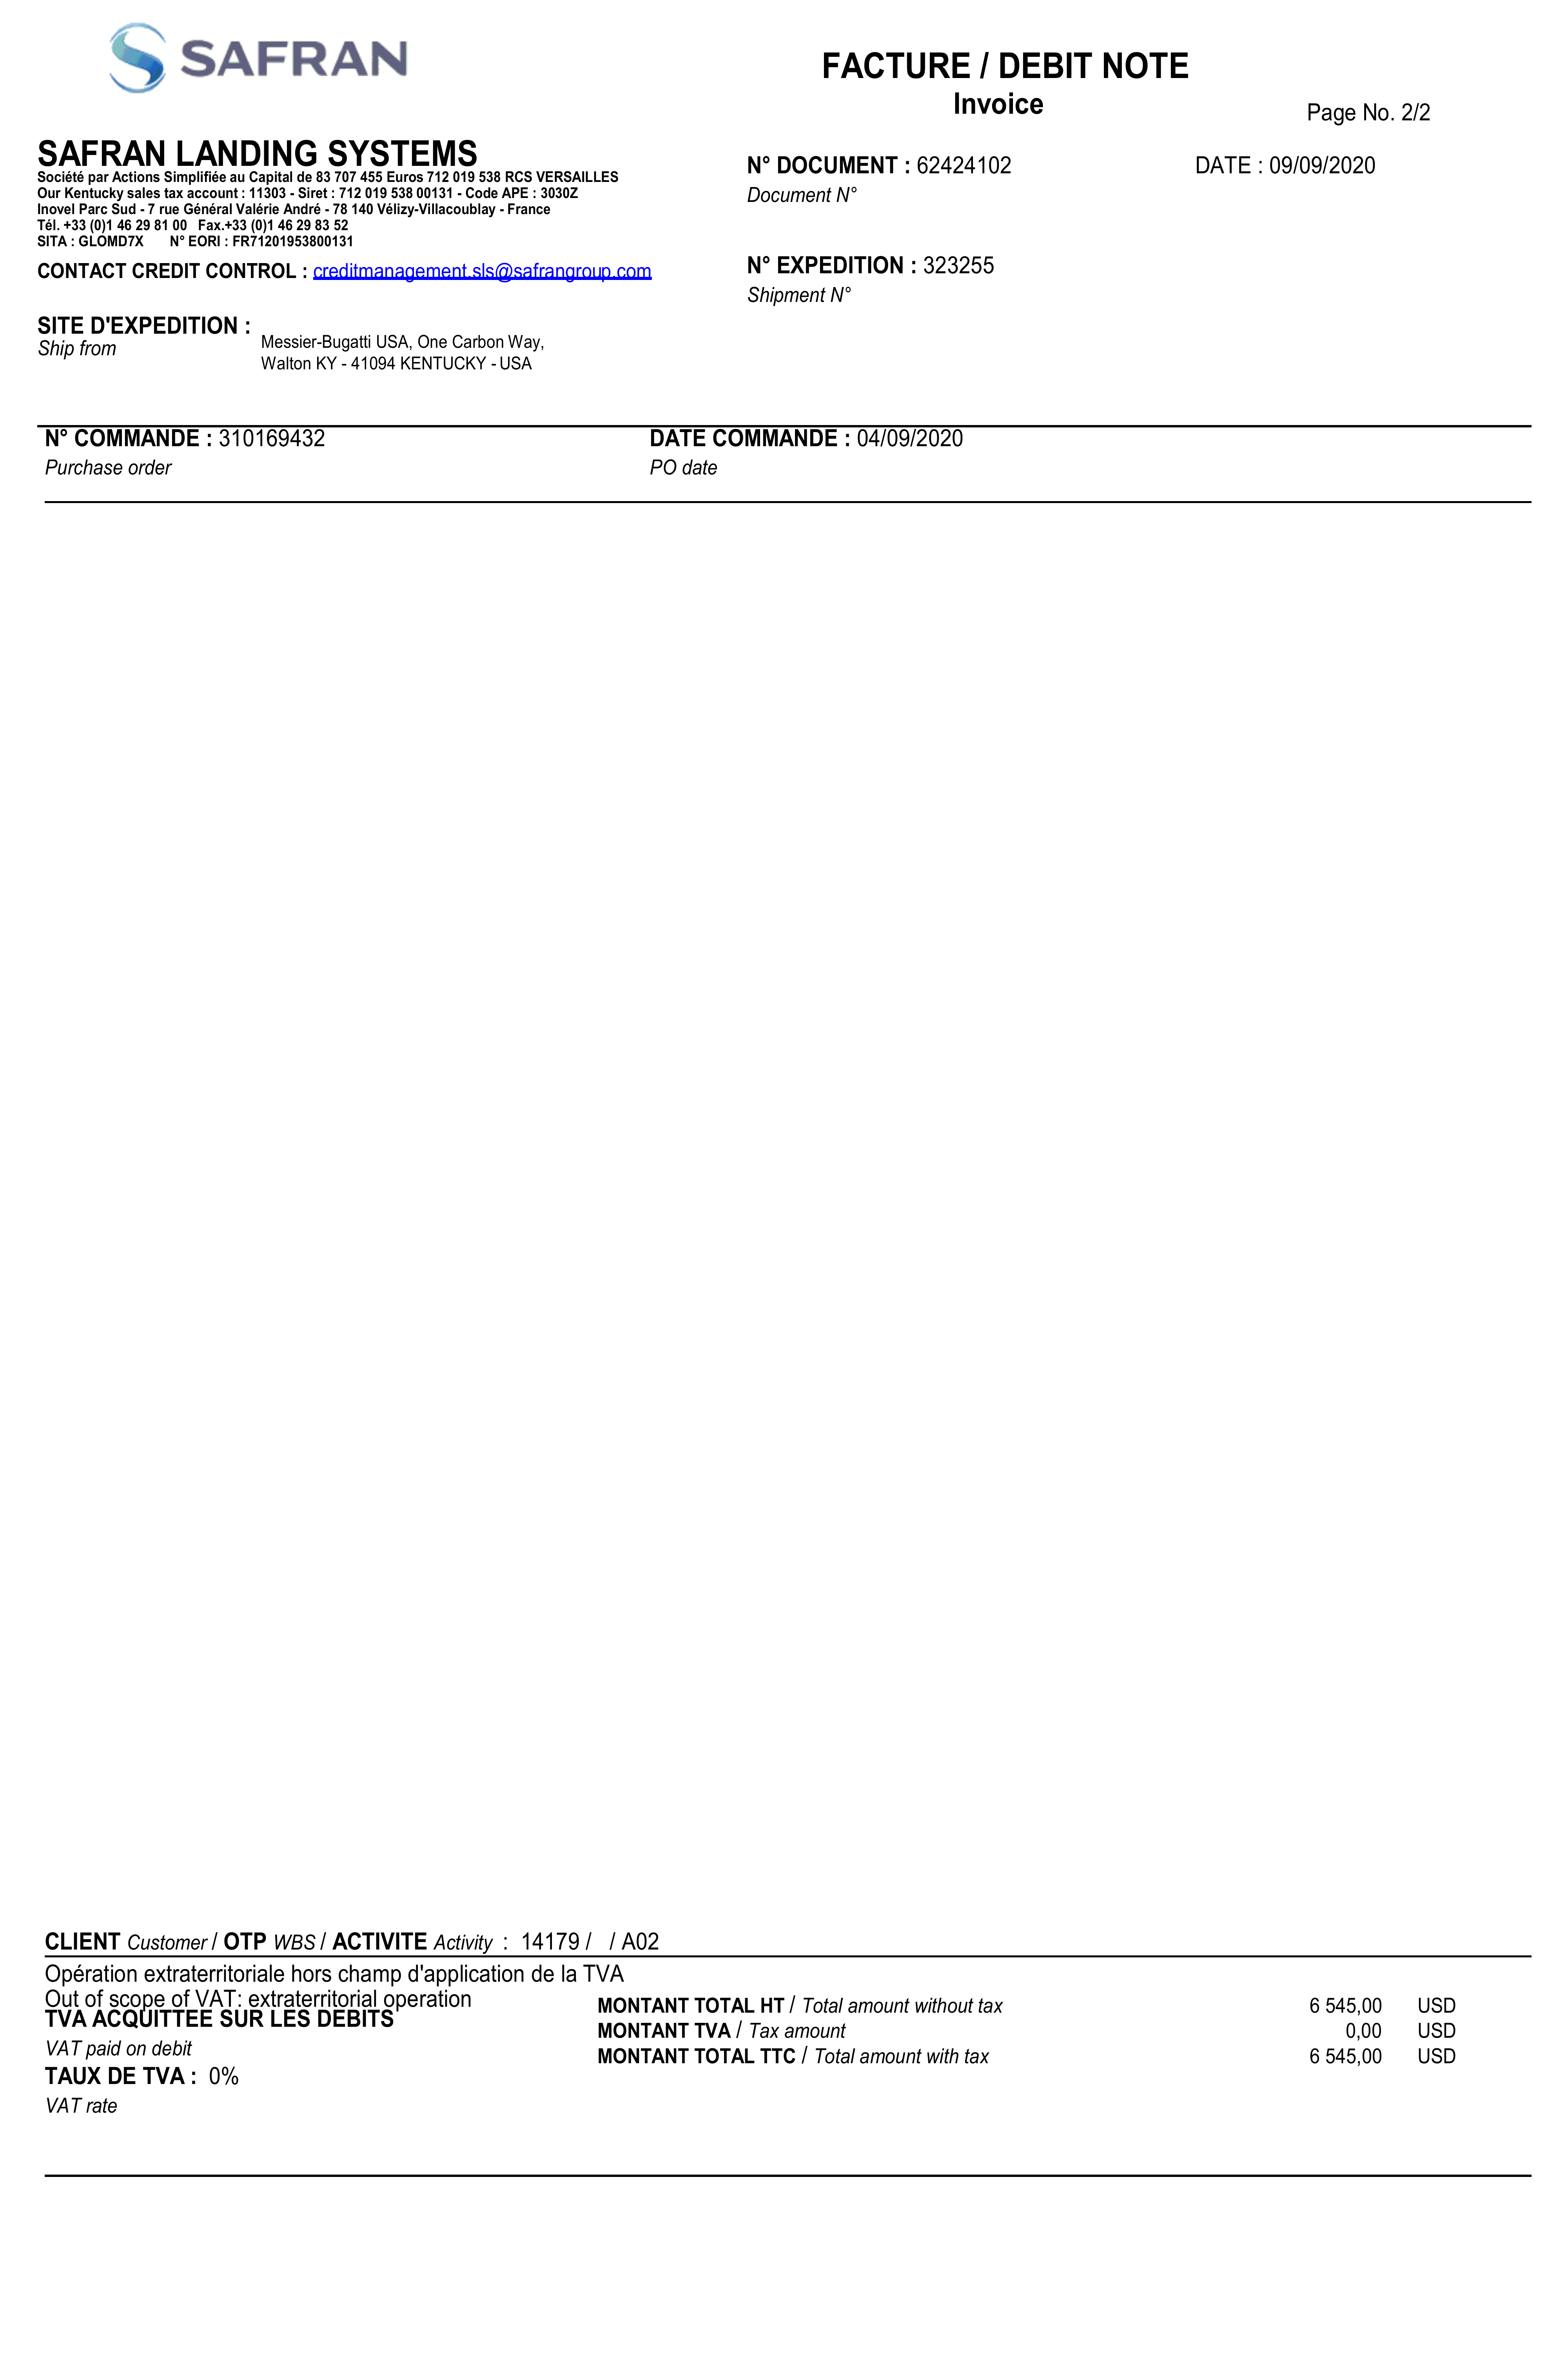 SAFRAN
FACTURE / DEBIT NOTE
Invoice
Page No. 2/2
SAFRAN LANDING SYSTEMS
Société par Actions Simplifiée au Capital de 83 707 455 Euros 712 019 538 RCS VERSAILLES
Our Kentucky sales tax account : 11303 - Siret : 712 019 538 00131 - Code APE : 3030Z
Inovel Parc Sud - 7 rue Général Valérie André - 78 140 Vélizy-Villacoublay - France
Tél. +33 (0)1 46 29 81 00 Fax.+33 (0)1 46 29 83 52
SITA : GLOMD7X N° EORI : FR71201953800131
N° DOCUMENT : 62424102 DATE : 09/09/2020
Document N°
CONTACT CREDIT CONTROL : creditmanagement.sls@safrangroup.com
N° EXPEDITION : 323255
Shipment N°
SITE D'EXPEDITION :
Ship from
Messier-Bugatti USA, One Carbon Way,
Walton KY - 41094 KENTUCKY - USA
N° COMMANDE : 310169432 DATE COMMANDE : 04/09/2020
Purchase order PO date
CLIENT Customer / OTP WBS / ACTIVITE Activity : 14179 / / A02
Opération extraterritoriale hors champ d'application de la TVA
Out of scope of VAT: extraterritorial operation
TVA ACQUITTEE SUR LES DEBITS
VAT paid on debit
TAUX DE TVA : 0%
VAT rate
MONTANT TOTAL HT / Total amount without tax 6 545,00 USD
MONTANT TVA / Tax amount 0,00 USD
MONTANT TOTAL TTC / Total amount with tax 6 545,00 USD